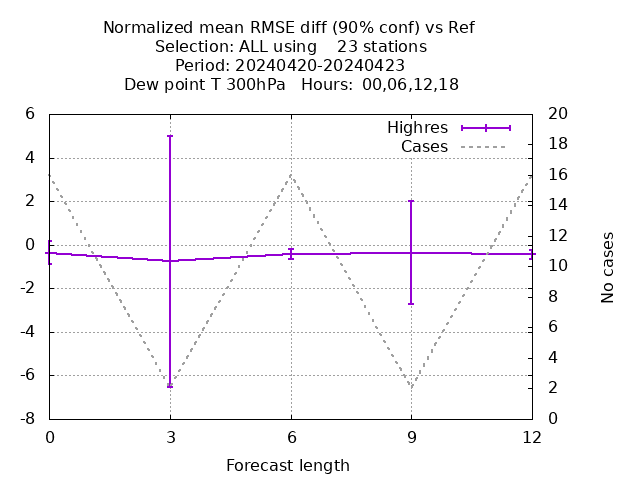 Normalized mean RMSE diff (90% conf) vs Ref
Selection: ALL using    23 stations
Period: 20240420-20240423
Dew point T 300hPa   Hours:  00,06,12,18
Highres
Cases
6
4
2
0
-2
-4
-6
-8
20
18
16
14
12
10
8
6
4
2
0
No cases
0 3 6 9 12
Forecast length